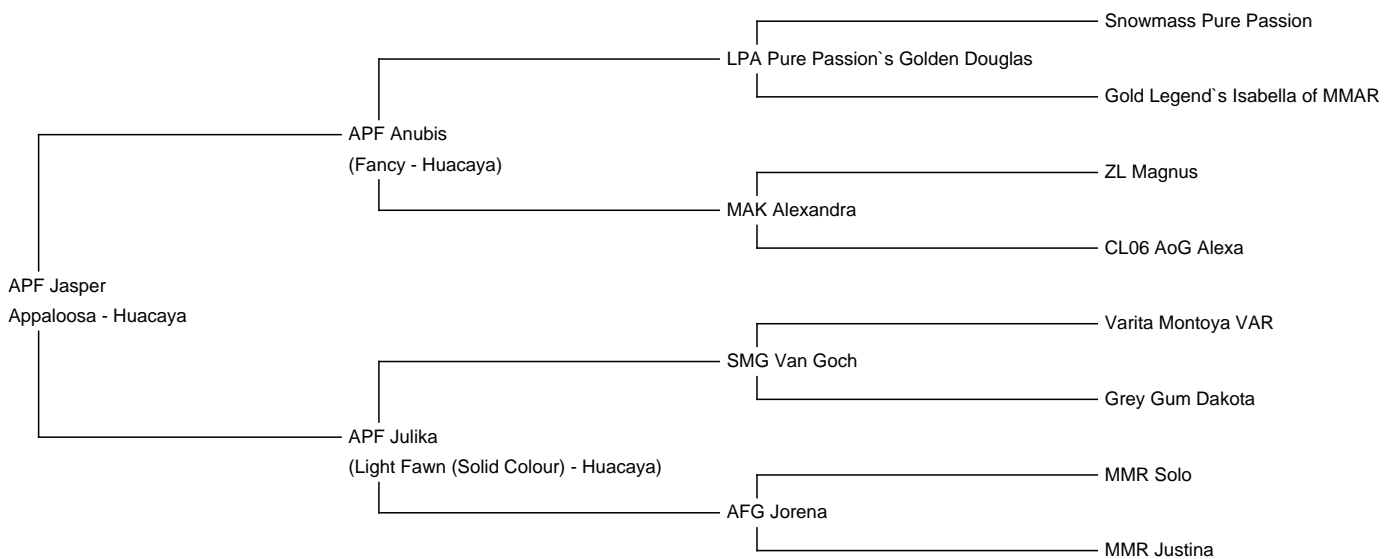 Snowmass Pure Passion
LPA Pure Passion`s Golden Douglas
Gold Legend`s Isabella of MMAR
APF Anubis
(Fancy - Huacaya)
ZL Magnus
MAK Alexandra
CL06 AoG Alexa
APF Jasper
Appaloosa - Huacaya
Varita Montoya VAR
SMG Van Goch
Grey Gum Dakota
APF Julika
(Light Fawn (Solid Colour) - Huacaya)
MMR Solo
AFG Jorena
MMR Justina